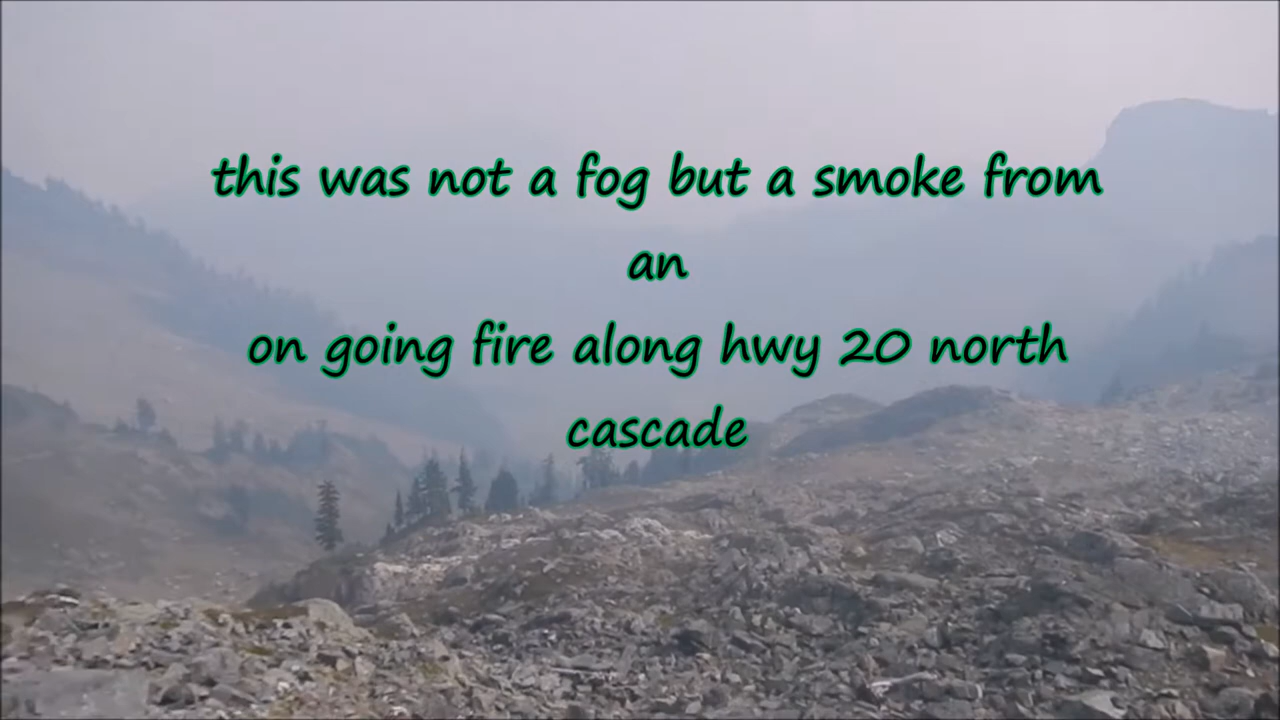 this was not a fog but a smoke from
an
on going fire along hwy 20 north
cascade